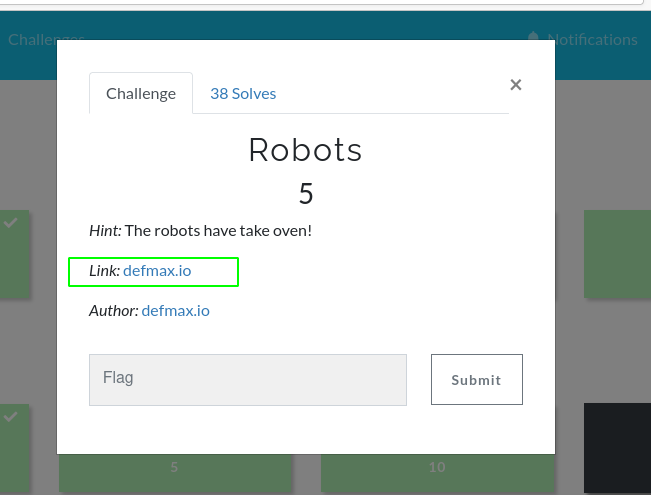 Challenges
Notifications
Challenge
38 Solves
×
Robots
5
Hint: The robots have take oven!
Link: defmax.io
Author: defmax.io
Flag
Submit
5
10